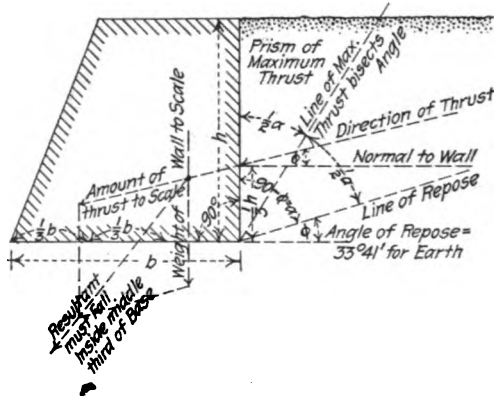 Prism of
Maximum
Thrust
Line of Max.
Thrust bisects
Angle
½a
h
Wall to Scale
Direction of Thrust
ϕ
Normal to Wall
Amount of
thrust to Scale
½a
90°
⅓h
Line of Repose
ϕ
Angle of Repose =
33°41' for Earth
⅓b
⅓b
Weight of
b
Resultant
must Fall
Inside middle
third of Base